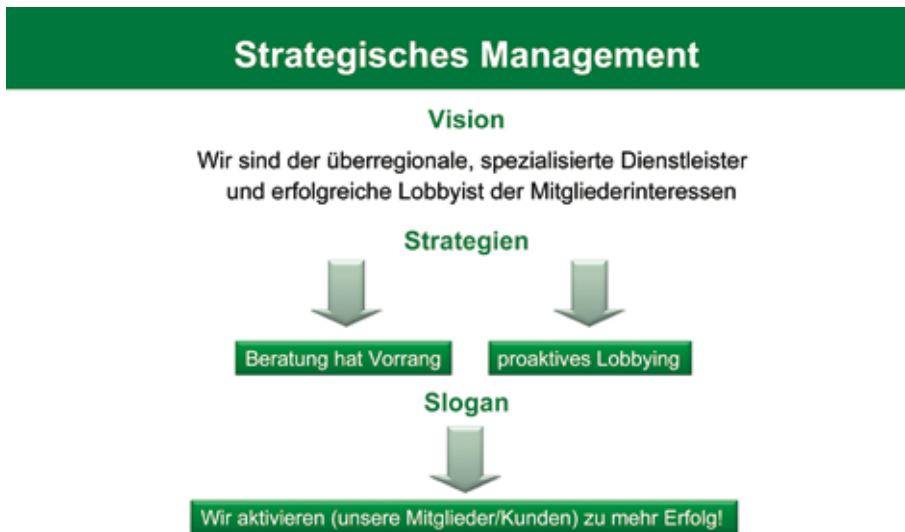 Strategisches Management
Vision
Wir sind der überregionale, spezialisierte Dienstleister
und erfolgreiche Lobbyist der Mitgliederinteressen
Strategien
Beratung hat Vorrang
proaktives Lobbying
Slogan
Wir aktivieren (unsere Mitglieder/Kunden) zu mehr Erfolg!